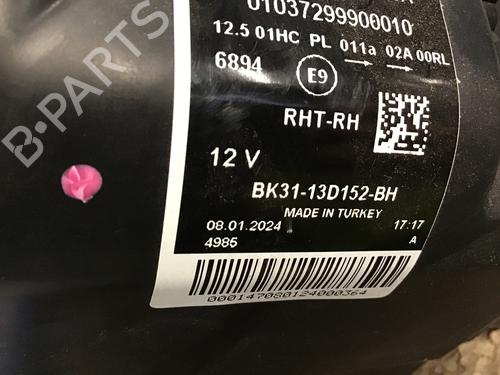 01037299900010
12.5 01HC PL 011a 02A 00RL
6894 E9
RHT-RH
12 V
BK31-13D152-BH
MADE IN TURKEY
08.01.2024 17:17
4985 A
000147080124000364
B-PARTS